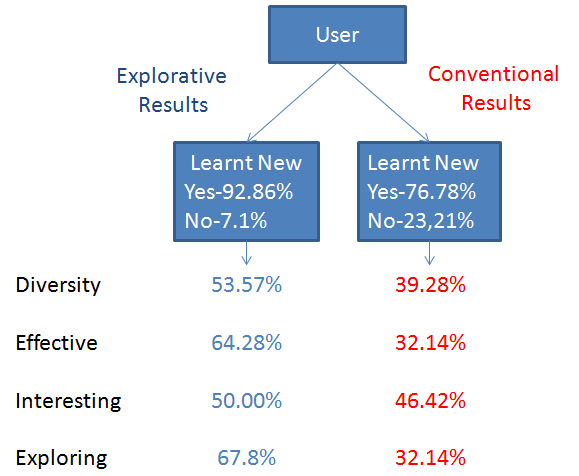 User
Explorative
Results
Conventional
Results
Learnt New
Yes-92.86%
No-7.1%
Learnt New
Yes-76.78%
No-23,21%
Diversity 53.57% 39.28%
Effective 64.28% 32.14%
Interesting 50.00% 46.42%
Exploring 67.8% 32.14%